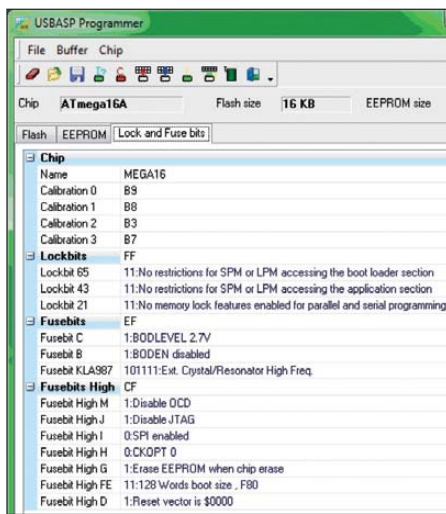 USBASP Programmer
File Buffer Chip
Chip ATmega16A Flash size 16 KB EEPROM size
Flash EEPROM Lock and Fuse bits
Chip
Name MEGA16
Calibration 0 B9
Calibration 1 B8
Calibration 2 B3
Calibration 3 B7
Lockbits FF
Lockbit 65 11:No restrictions for SPM or LPM accessing the boot loader section
Lockbit 43 11:No restrictions for SPM or LPM accessing the application section
Lockbit 21 11:No memory lock features enabled for parallel and serial programming
Fusebits EF
Fusebit C 1:BODLEVEL 2.7V
Fusebit B 1:BODEN disabled
Fusebit KLA987 101111:Ext. Crystal/Resonator High Freq.
Fusebits High CF
Fusebit High M 1:Disable OCD
Fusebit High J 1:Disable JTAG
Fusebit High I 0:SPI enabled
Fusebit High H 0:CKOPT 0
Fusebit High G 1:Erase EEPROM when chip erase
Fusebit High FE 11:128 Words boot size , F80
Fusebit High D 1:Reset vector is $0000